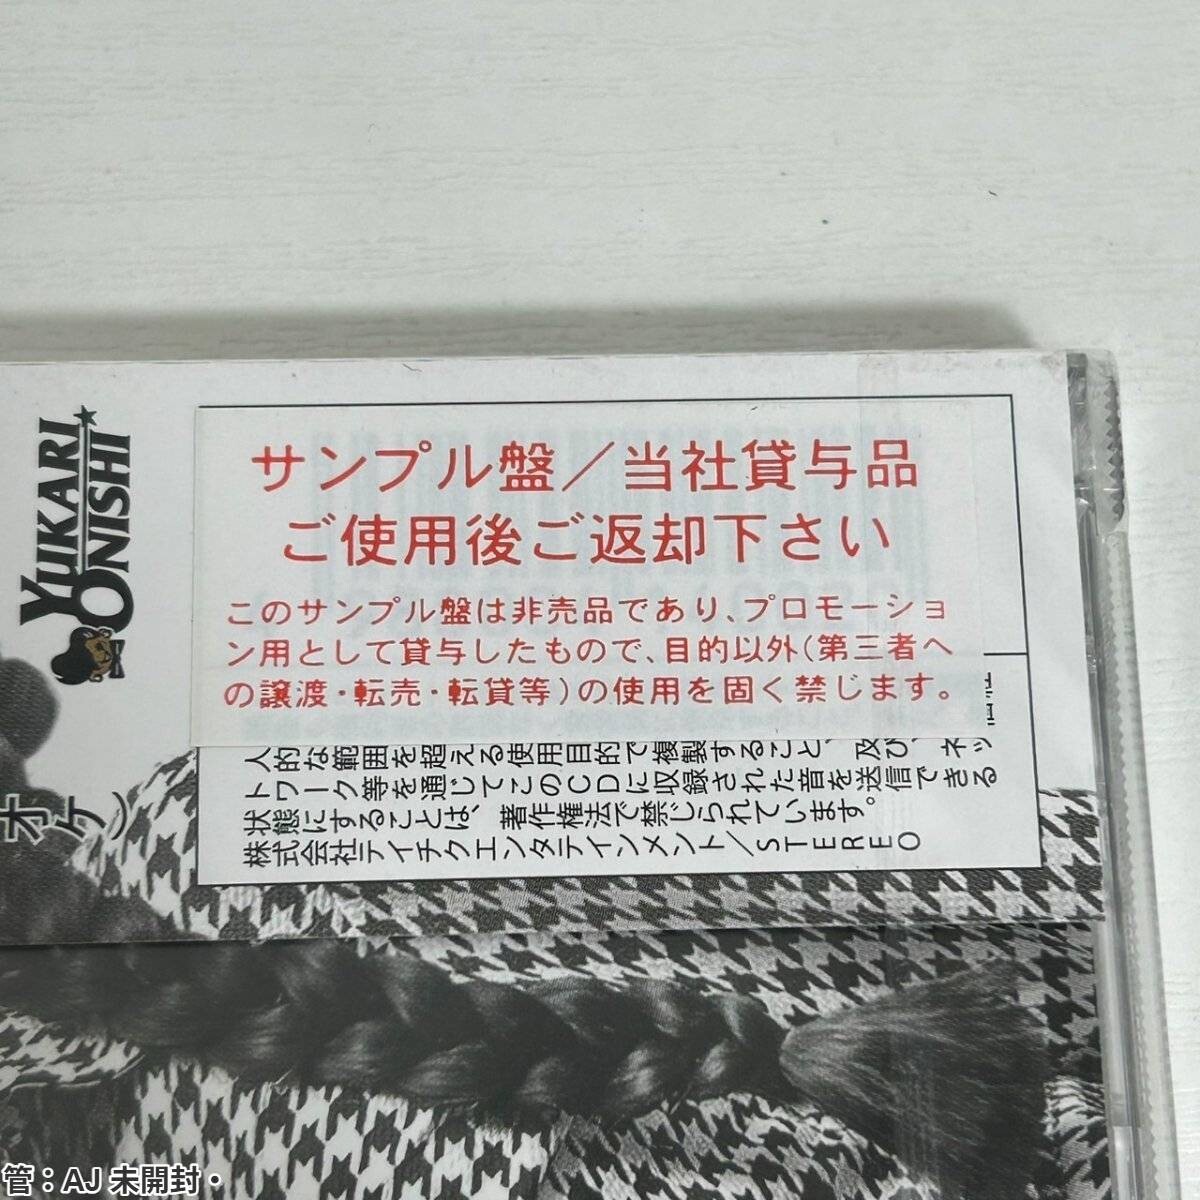 YUKARI
ONISHI
サンプル盤／当社貸与品
ご使用後ご返却下さい
このサンプル盤は非売品であり、プロモーショ
ン用として貸与したもので、目的以外(第三者へ
の譲渡・転売・転貸等)の使用を固く禁じます。
人的な範囲を超える使用目的で複製すること、及び、ネッ
トワーク等を通じてこのCDに収録された音を送信できる
状態にすることは、著作権法で禁じられています。
株式会社テイチクエンタテインメント／STEREO
オケ
管：AJ 未開封・